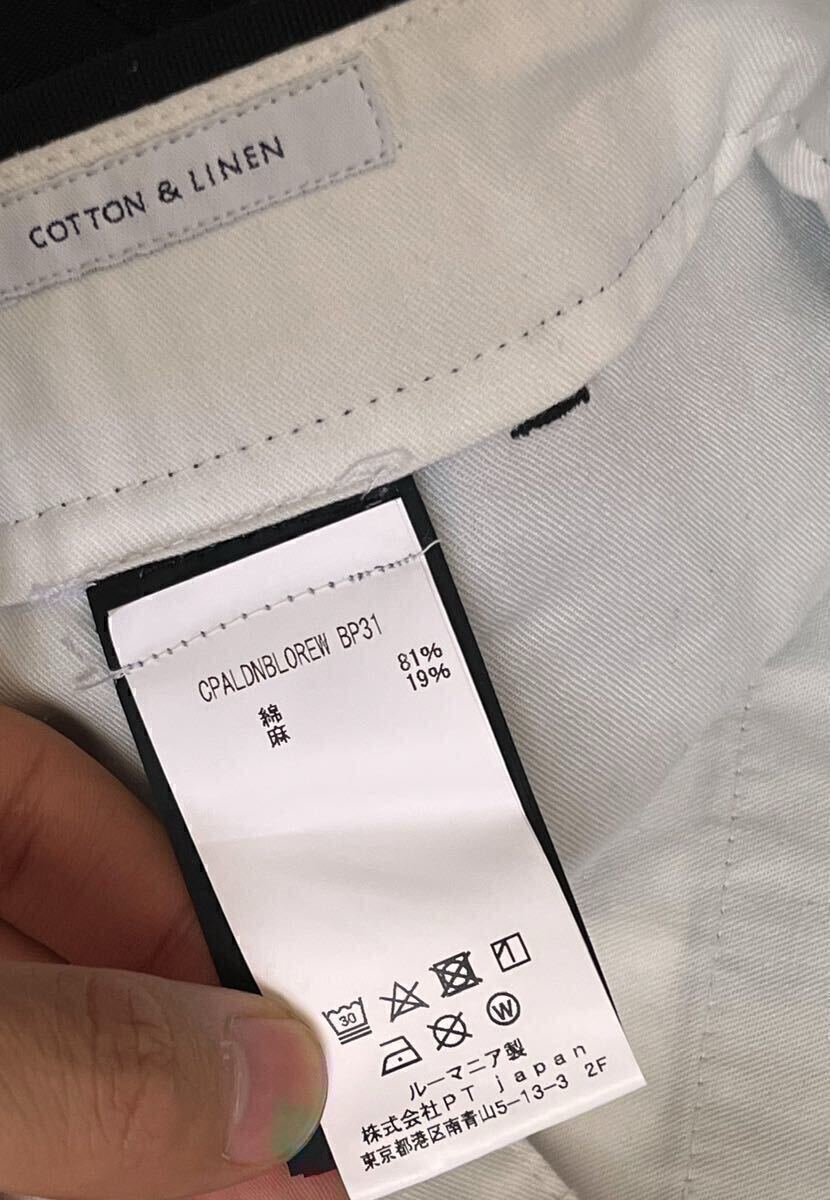 COTTON & LINEN
CPALDNBLOREW BP31
綿 81%
麻 19%
30
W
ルーマニア製
株式会社PT japan
東京都港区南青山5-13-3 2F